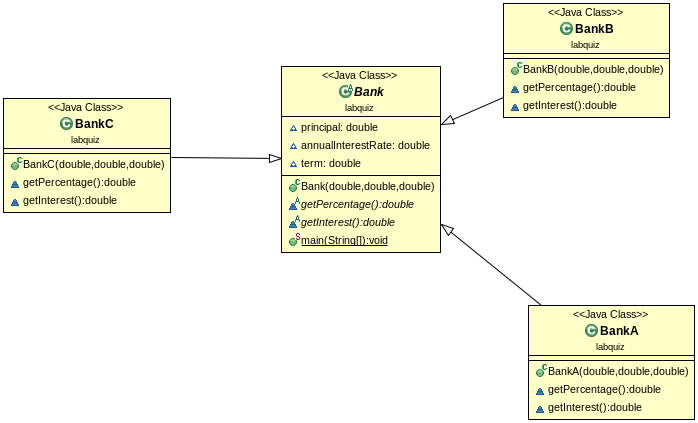 <<Java Class>>
BankB
labquiz
BankB(double,double,double)
getPercentage():double
getInterest():double
<<Java Class>>
Bank
labquiz
principal: double
annualInterestRate: double
term: double
Bank(double,double,double)
getPercentage():double
getInterest():double
main(String[]):void
<<Java Class>>
BankC
labquiz
BankC(double,double,double)
getPercentage():double
getInterest():double
<<Java Class>>
BankA
labquiz
BankA(double,double,double)
getPercentage():double
getInterest():double